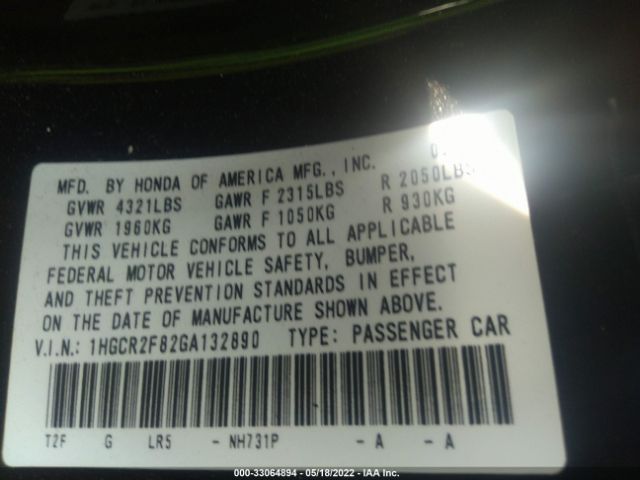 MFD. BY HONDA OF AMERICA MFG., INC.
GVWR 4321LBS GAWR F 2315LBS R 2050LBS
GVWR 1960KG GAWR F 1050KG R 930KG
THIS VEHICLE CONFORMS TO ALL APPLICABLE
FEDERAL MOTOR VEHICLE SAFETY, BUMPER,
AND THEFT PREVENTION STANDARDS IN EFFECT
ON THE DATE OF MANUFACTURE SHOWN ABOVE.
V.I.N.: 1HGCR2F82GA132890 TYPE: PASSENGER CAR
T2F G LR5 - NH731P - A - A
000-33064894 - 05/18/2022 - IAA Inc.